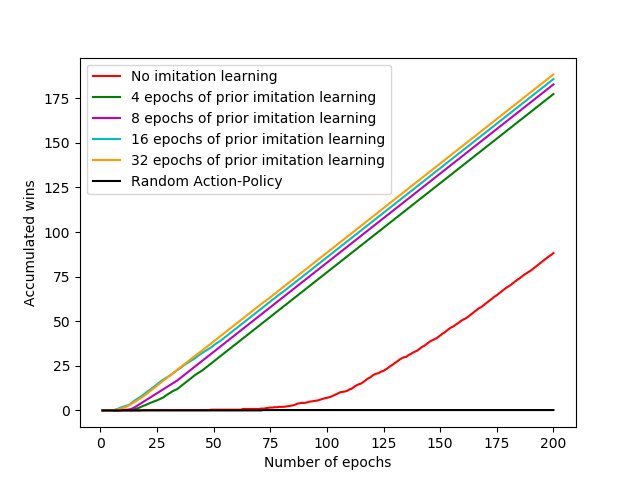 No imitation learning
4 epochs of prior imitation learning
8 epochs of prior imitation learning
16 epochs of prior imitation learning
32 epochs of prior imitation learning
Random Action-Policy
Accumulated wins
175
150
125
100
75
50
25
0
0 25 50 75 100 125 150 175 200
Number of epochs